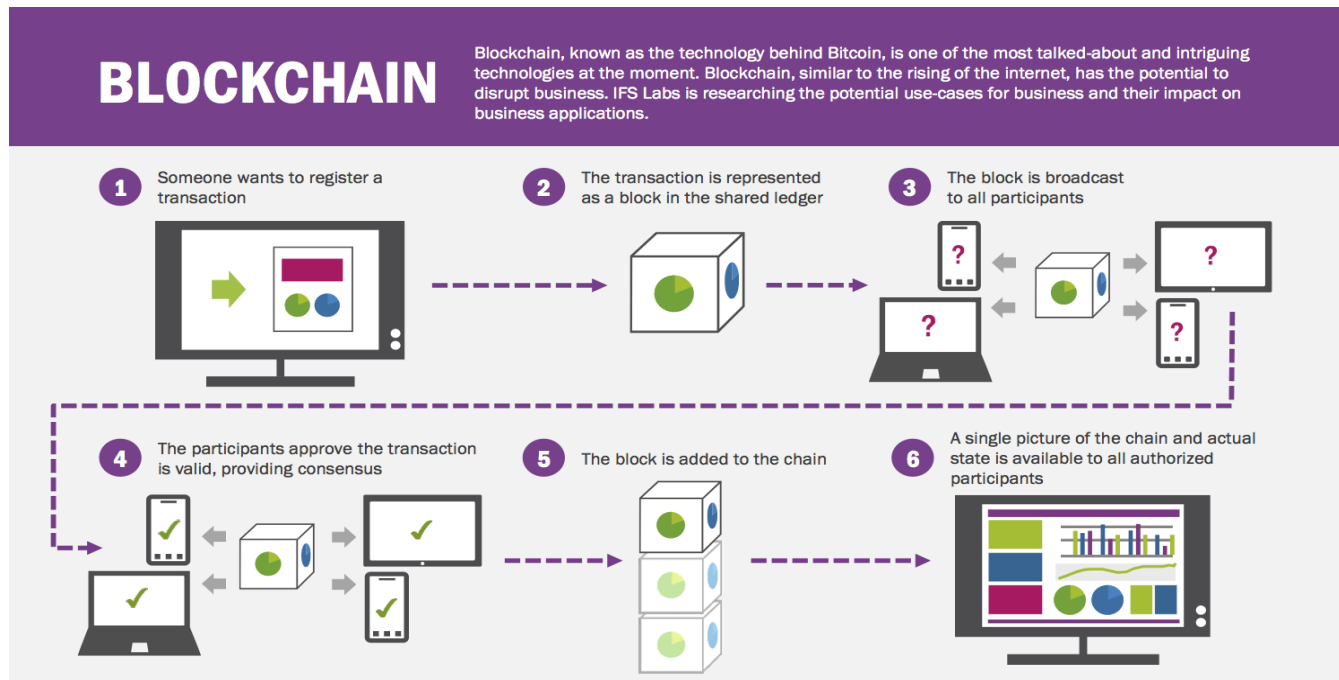 BLOCKCHAIN
Blockchain, known as the technology behind Bitcoin, is one of the most talked-about and intriguing
technologies at the moment. Blockchain, similar to the rising of the internet, has the potential to
disrupt business. IFS Labs is researching the potential use-cases for business and their impact on
business applications.
1
Someone wants to register a
transaction
2
The transaction is represented
as a block in the shared ledger
3
The block is broadcast
to all participants
?
?
?
?
4
The participants approve the transaction
is valid, providing consensus
5
The block is added to the chain
6
A single picture of the chain and actual
state is available to all authorized
participants